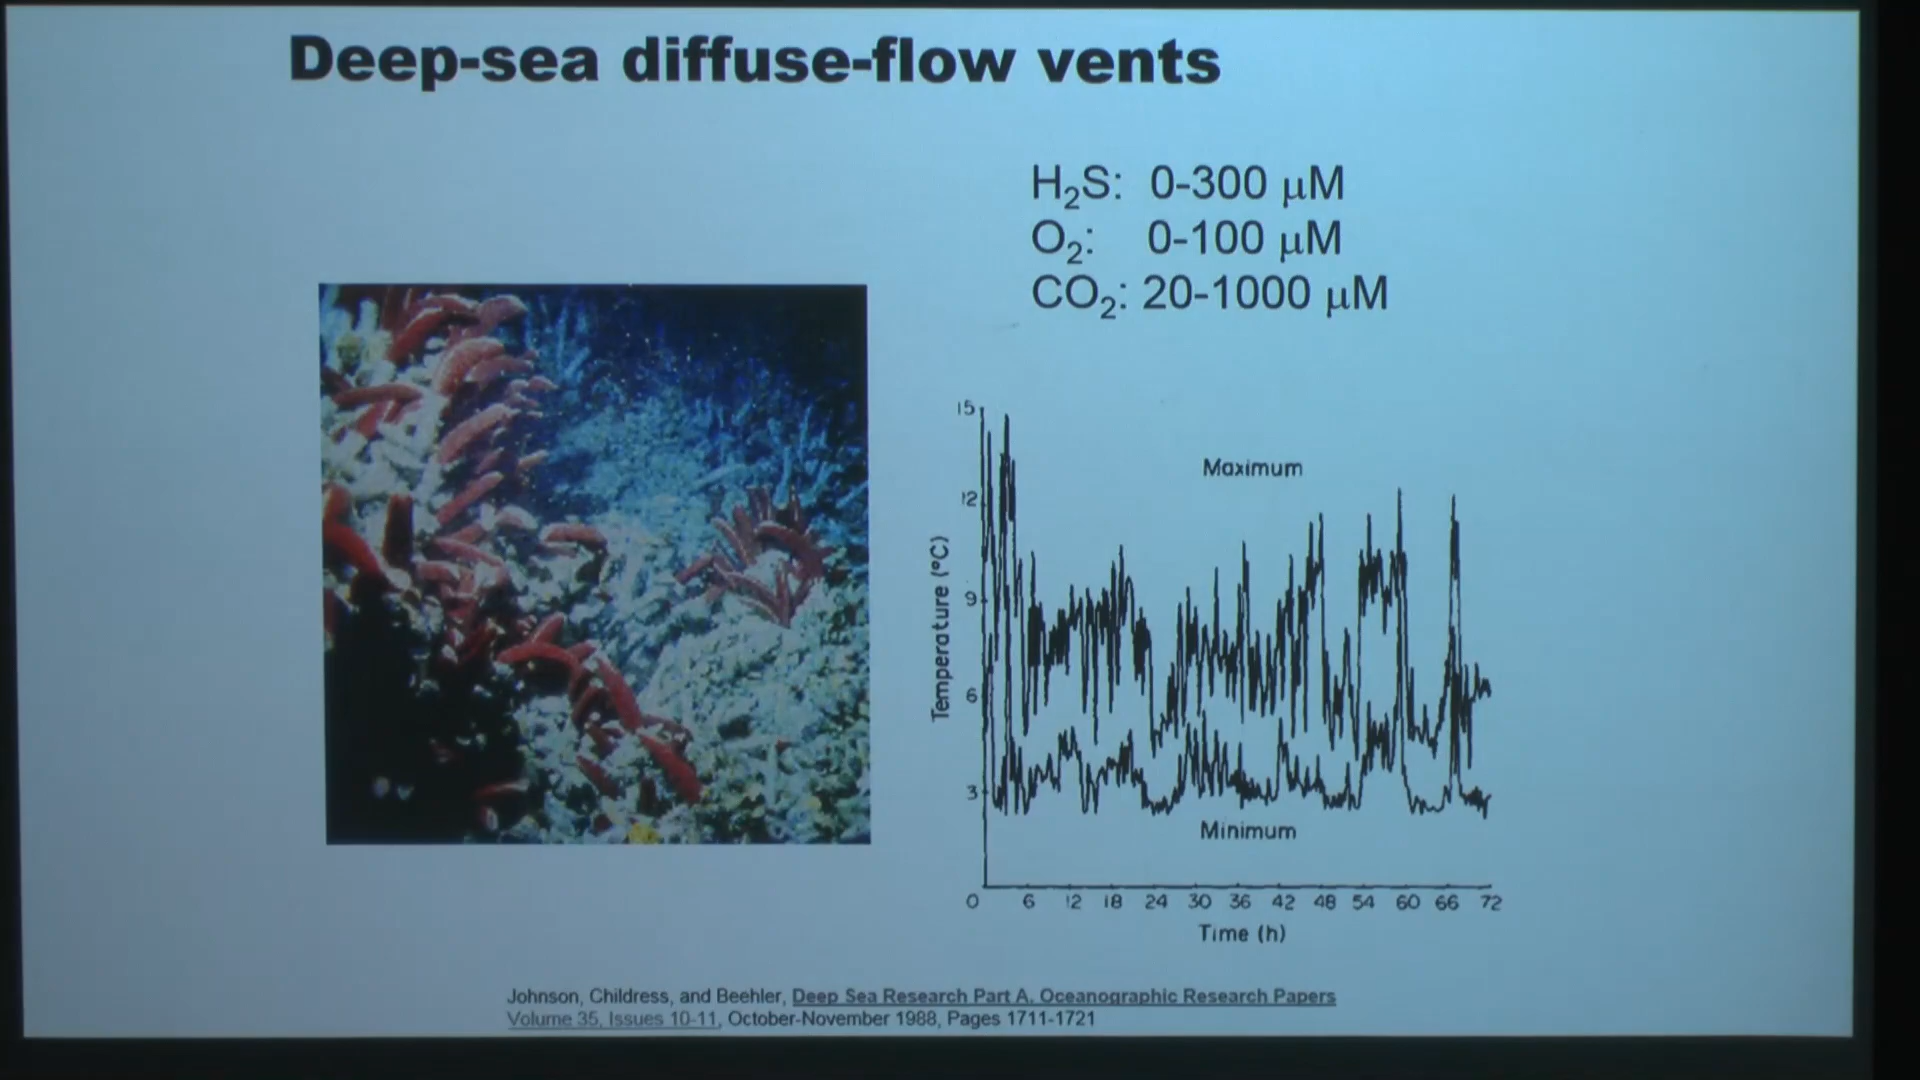 Deep-sea diffuse-flow vents
H₂S: 0-300 μM
O₂: 0-100 μM
CO₂: 20-1000 μM
15
12
9
6
3
0
Temperature (°C)
Maximum
Minimum
6 12 18 24 30 36 42 48 54 60 66 72
Time (h)
Johnson, Childress, and Beehler, Deep Sea Research Part A. Oceanographic Research Papers
Volume 35, Issues 10-11, October-November 1988, Pages 1711-1721